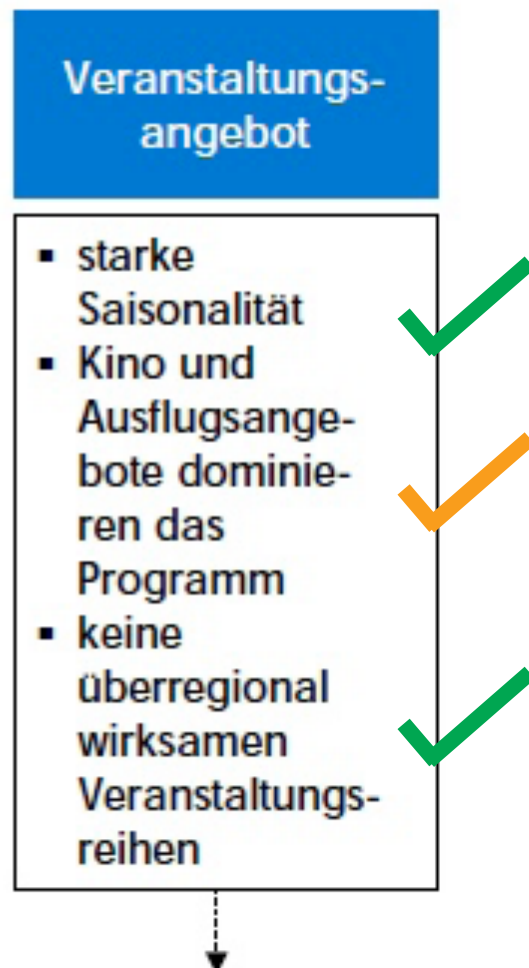 Veranstaltungs-
angebot
▪ starke
Saisonalität
▪ Kino und
Ausflugsange-
bote dominie-
ren das
Programm
▪ keine
überregional
wirksamen
Veranstaltungs-
reihen